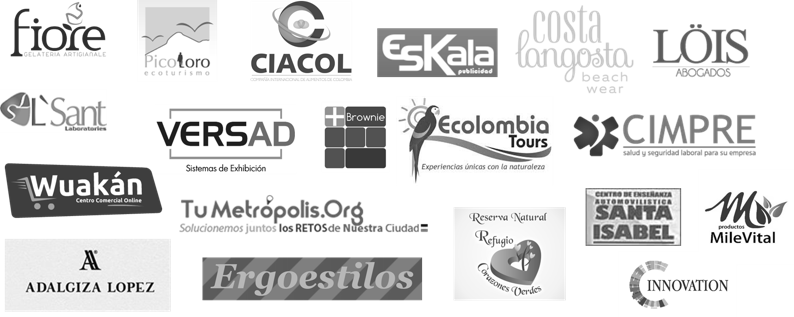 fiore
GELATERIA ARTIGIANALE
Picoloro
ecoturismo
CIACOL
ESKala
publicidad
costa
langosta
beach
wear
LÖIS
ABOGADOS
L'Sant
Laboratorios
VERSAD
Sistemas de Exhibición
Brownie
Ecolombia
Tours
Experiencias únicas con la naturaleza
CIMPRE
salud y seguridad laboral para su empresa
Wuakán
Centro Comercial Online
TuMetrópolis.Org
Solucionemos juntos los RETOS de Nuestra Ciudad
Reserva Natural
Refugio
Corazones Verdes
CENTRO DE ENSEÑANZA
AUTOMOVILISTICA
SANTA
ISABEL
M
productos
MileVital
ADALGIZA LOPEZ
Ergoestilos
INNOVATION